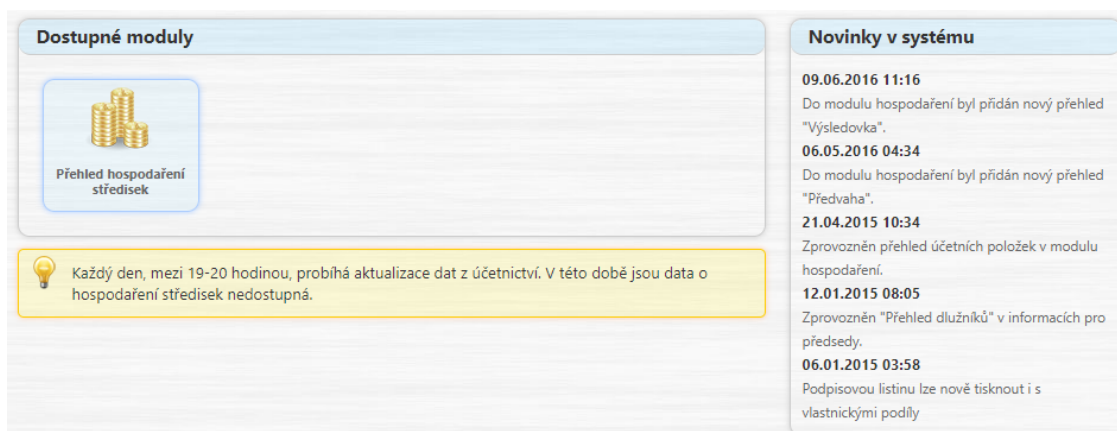 Dostupné moduly
Přehled hospodaření
středisek
Každý den, mezi 19-20 hodinou, probíhá aktualizace dat z účetnictví. V této době jsou data o
hospodaření středisek nedostupná.
Novinky v systému
09.06.2016 11:16
Do modulu hospodaření byl přidán nový přehled
"Výsledovka".
06.05.2016 04:34
Do modulu hospodaření byl přidán nový přehled
"Předvaha".
21.04.2015 10:34
Zprovozněn přehled účetních položek v modulu
hospodaření.
12.01.2015 08:05
Zprovozněn "Přehled dlužníků" v informacích pro
předsedy.
06.01.2015 03:58
Podpisovou listinu lze nově tisknout i s
vlastnickými podíly